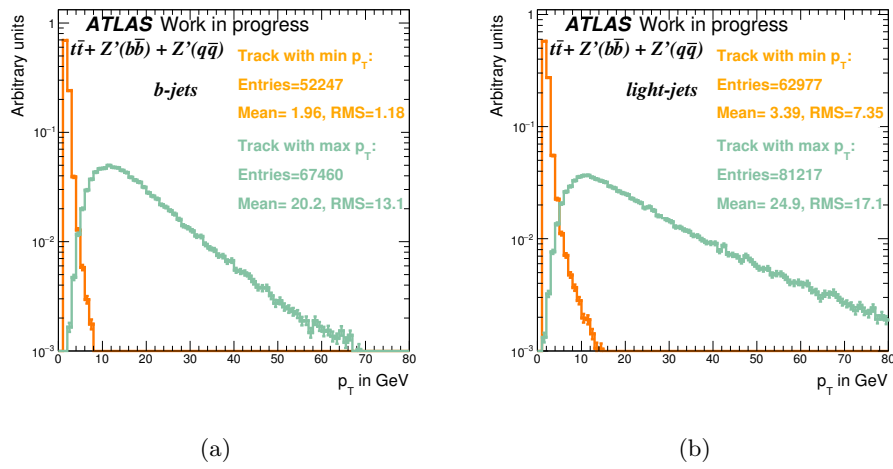 ATLAS Work in progress
tt̄+ Z'(bb̄) + Z'(qq̄)
b-jets
Track with min p_T:
Entries=52247
Mean= 1.96, RMS=1.18
Track with max p_T:
Entries=67460
Mean= 20.2, RMS=13.1
Arbitrary units
1
10^−1
10^−2
10^−3
0 10 20 30 40 50 60 70 80
p_T in GeV
(a)
ATLAS Work in progress
tt̄+ Z'(bb̄) + Z'(qq̄)
light-jets
Track with min p_T:
Entries=62977
Mean= 3.39, RMS=7.35
Track with max p_T:
Entries=81217
Mean= 24.9, RMS=17.1
Arbitrary units
1
10^−1
10^−2
10^−3
0 10 20 30 40 50 60 70 80
p_T in GeV
(b)